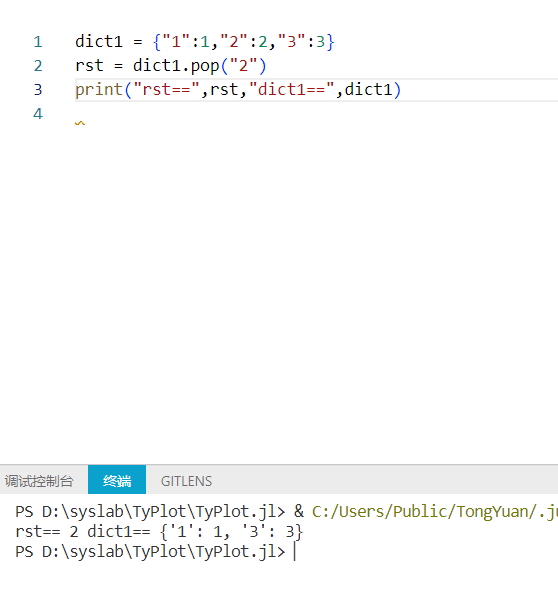 1 dict1 = {"1":1,"2":2,"3":3}
2 rst = dict1.pop("2")
3 print("rst==",rst,"dict1==",dict1)
4
调试控制台 终端 GITLENS
PS D:\syslab\TyPlot\TyPlot.jl> & C:/Users/Public/TongYuan/.ju
rst== 2 dict1== {'1': 1, '3': 3}
PS D:\syslab\TyPlot\TyPlot.jl>